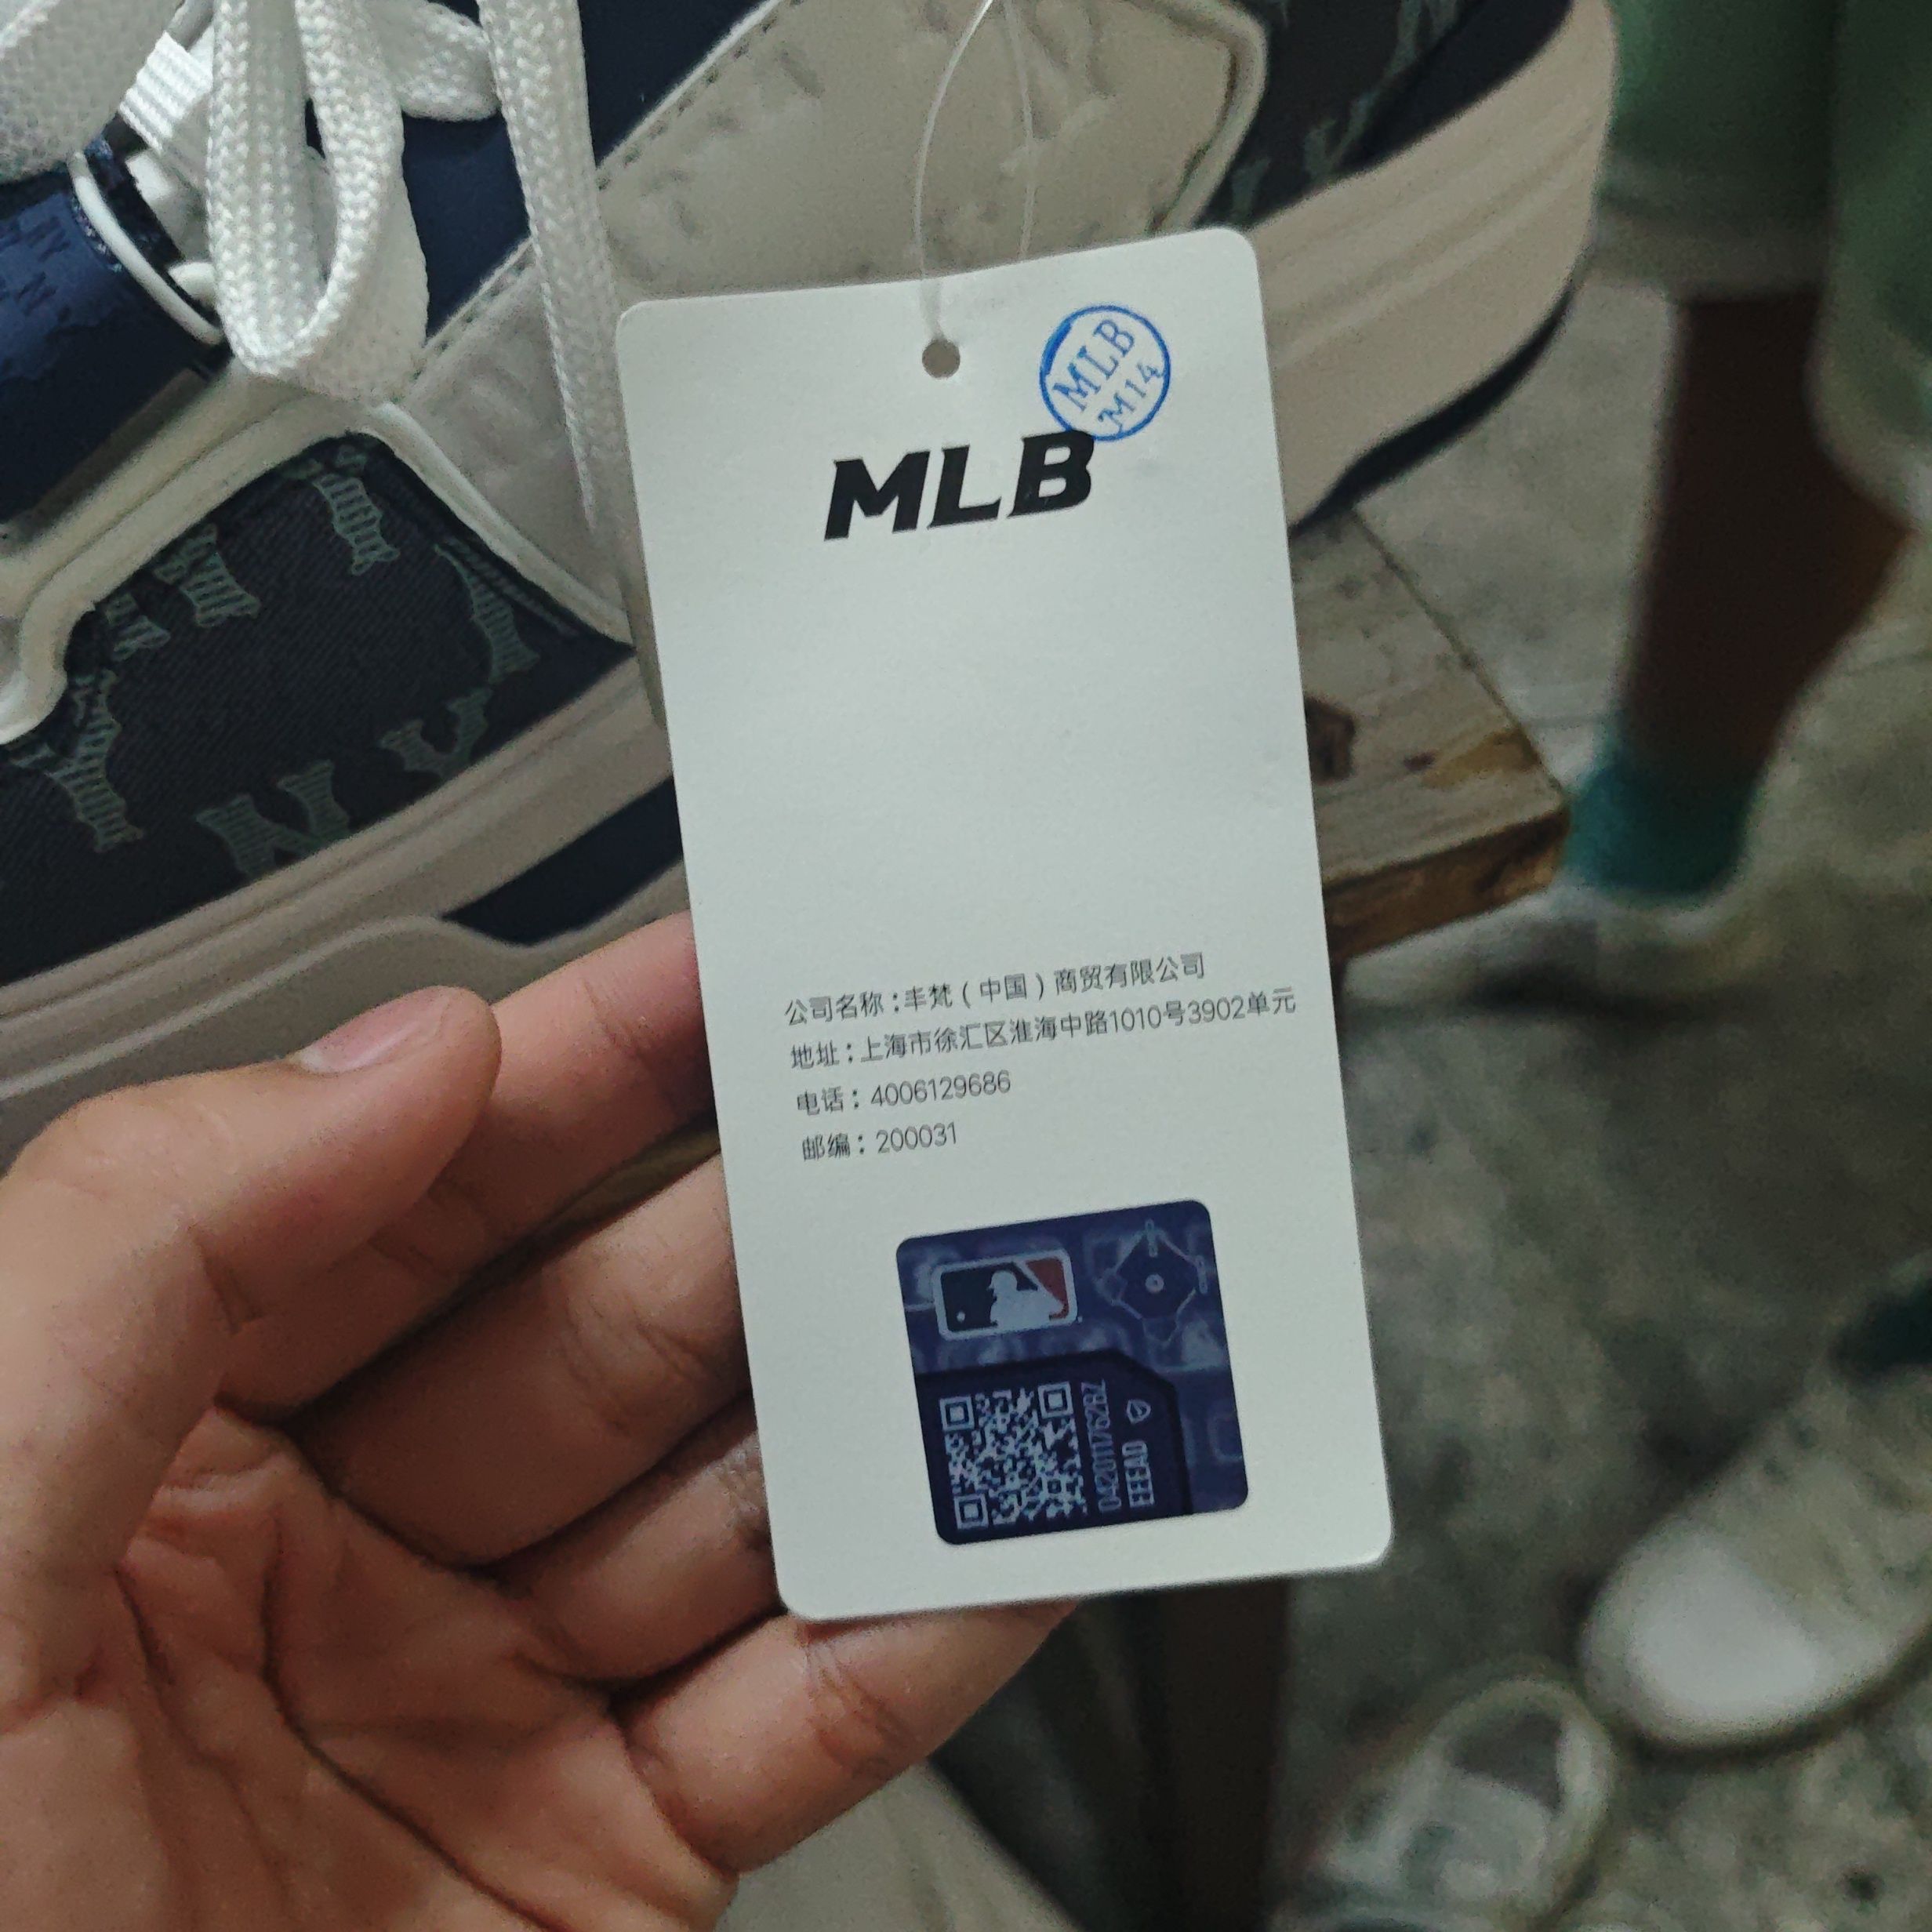 MLB
M14
MLB
公司名称：丰梵（中国）商贸有限公司
地址：上海市徐汇区淮海中路1010号3902单元
电话：4006129686
邮编：200031
EEEAD